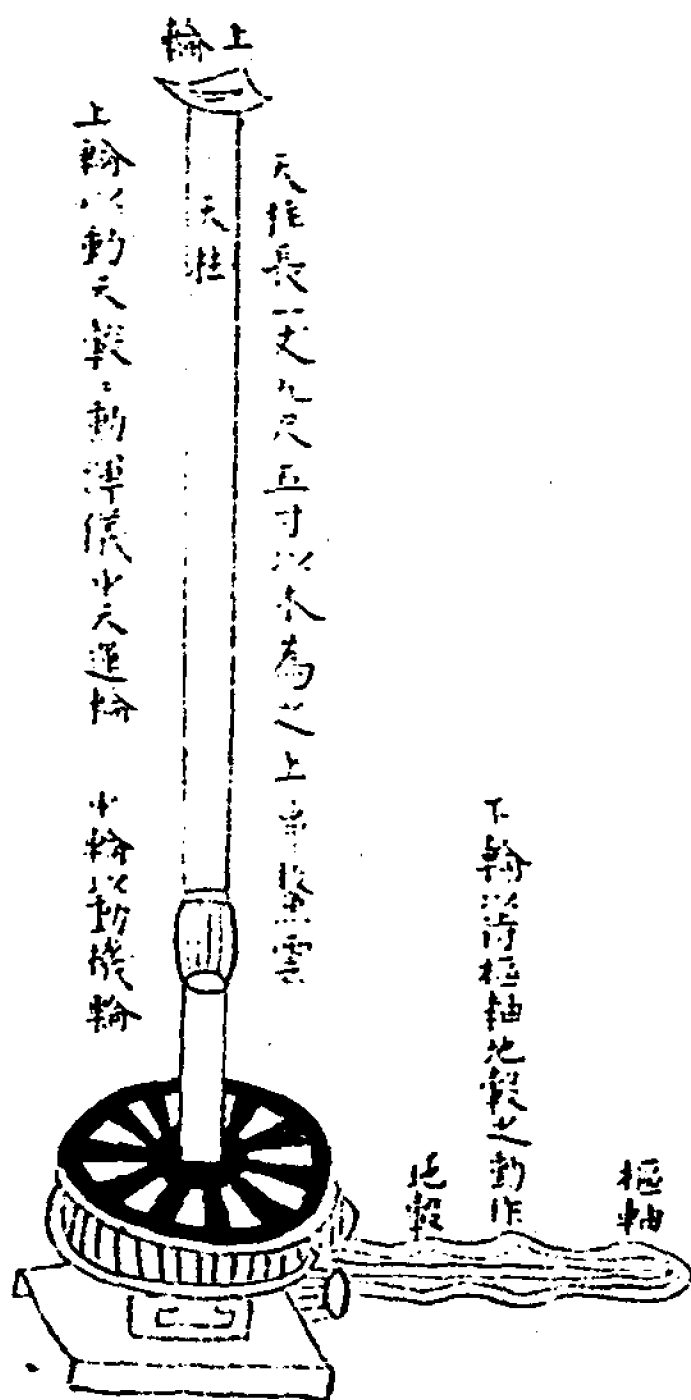 上輪
天柱長一丈九尺五寸以木為之上雲
天柱
上輪以動天轂〻動渾儀中天運輪 中輪以動機輪
樞軸
下輪以待樞軸地轂之動作
地轂